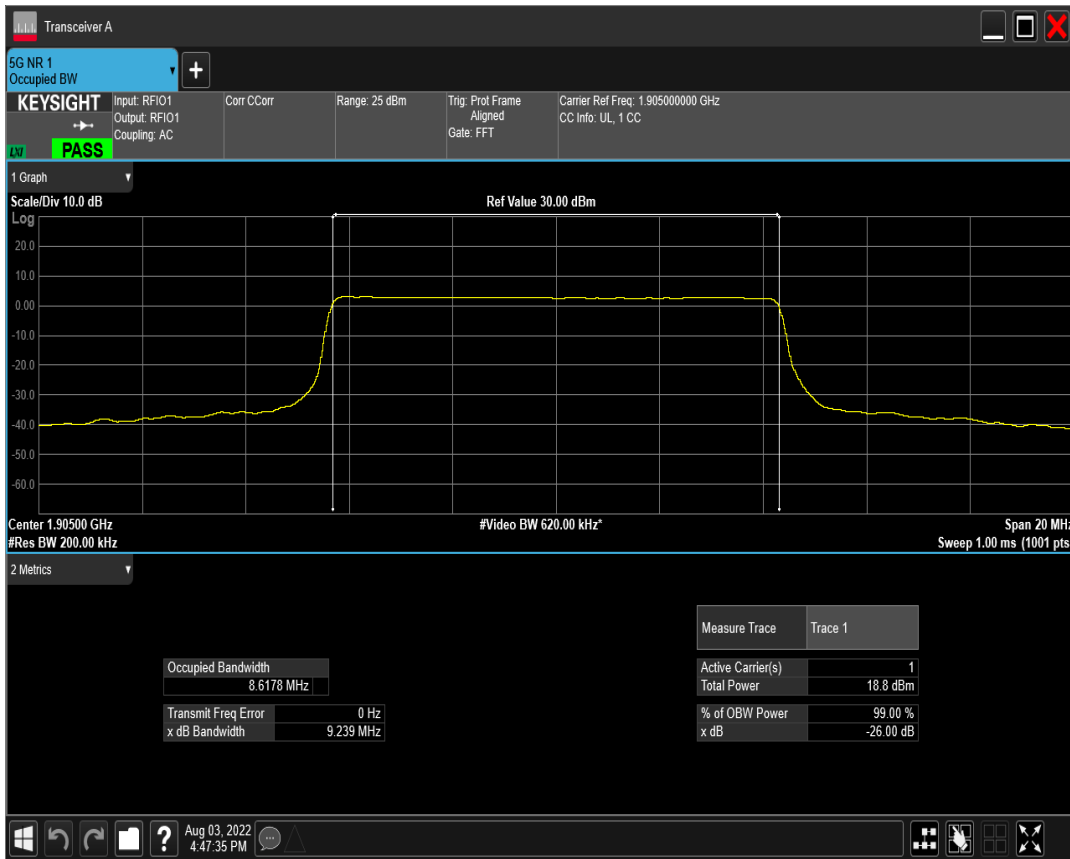 Transceiver A
5G NR 1
Occupied BW
KEYSIGHT
Input: RFIO1
Output: RFIO1
Coupling: AC
Corr CCorr
Range: 25 dBm
Trig: Prot Frame
Aligned
Gate: FFT
Carrier Ref Freq: 1.905000000 GHz
CC Info: UL, 1 CC
LXI
PASS
1 Graph
Scale/Div 10.0 dB
Ref Value 30.00 dBm
Log
20.0
10.0
0.00
-10.0
-20.0
-30.0
-40.0
-50.0
-60.0
Center 1.90500 GHz
#Video BW 620.00 kHz*
Span 20 MHz
#Res BW 200.00 kHz
Sweep 1.00 ms (1001 pts
2 Metrics
Measure Trace Trace 1
Occupied Bandwidth
8.6178 MHz
Active Carrier(s) 1
Total Power 18.8 dBm
Transmit Freq Error 0 Hz
x dB Bandwidth 9.239 MHz
% of OBW Power 99.00 %
x dB -26.00 dB
Aug 03, 2022
4:47:35 PM